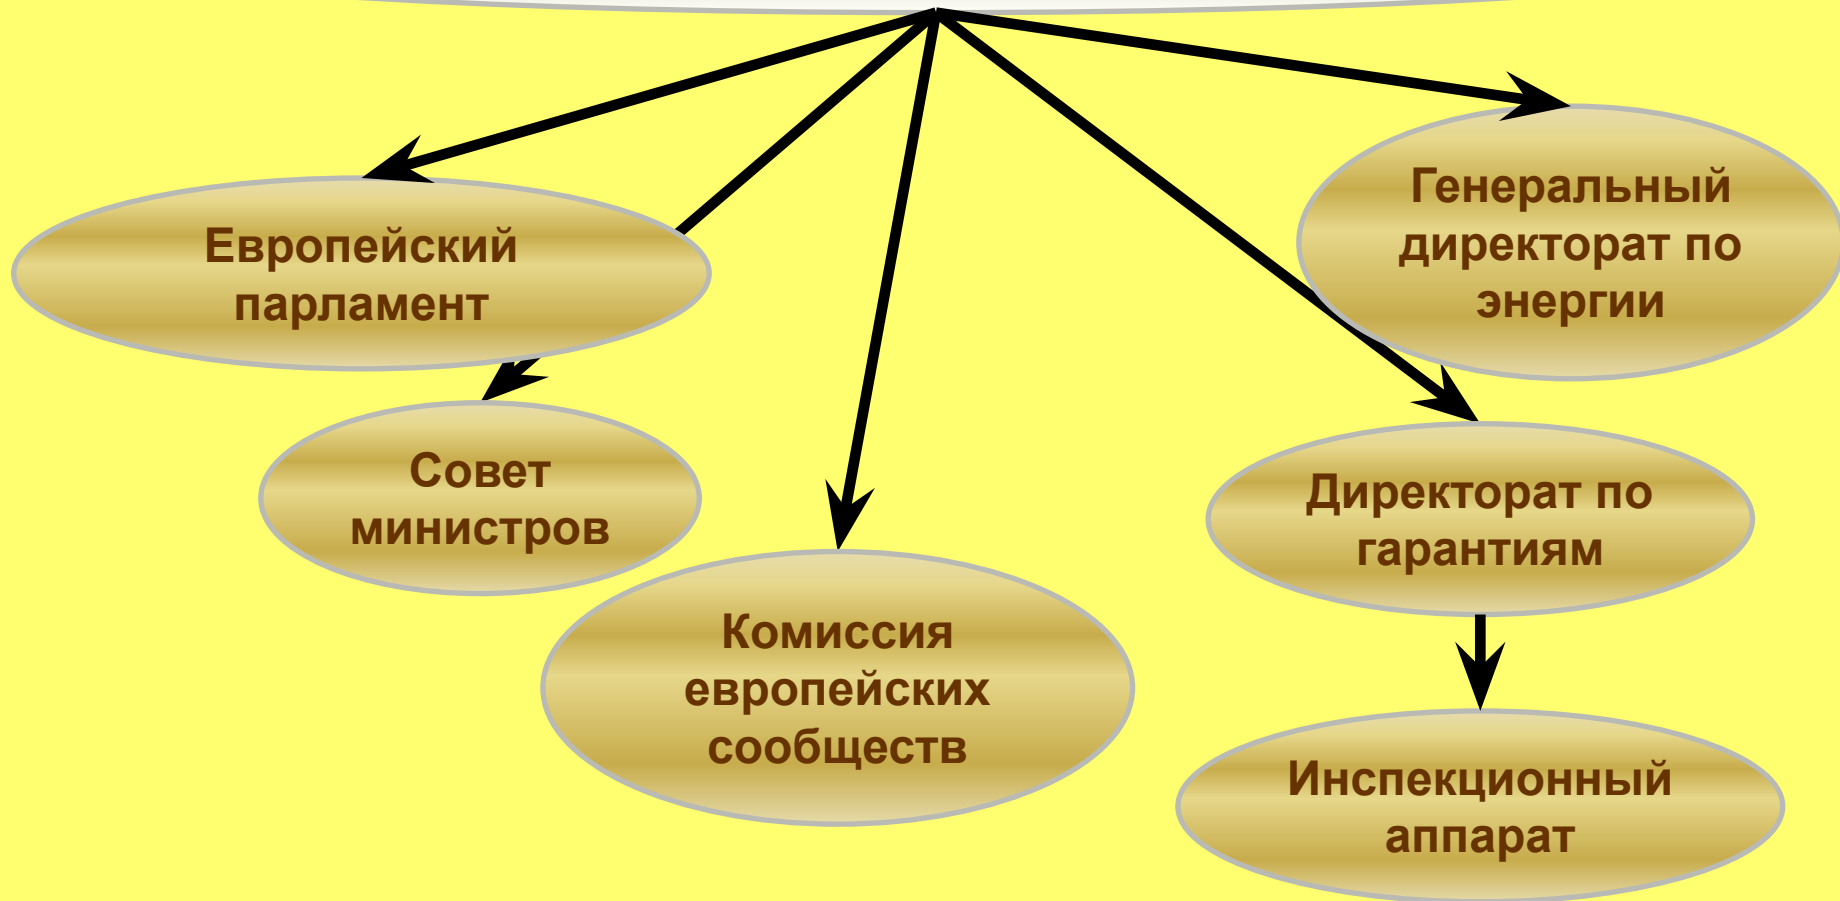 Европейский
парламент
Генеральный
директорат по
энергии
Совет
министров
Директорат по
гарантиям
Комиссия
европейских
сообществ
Инспекционный
аппарат